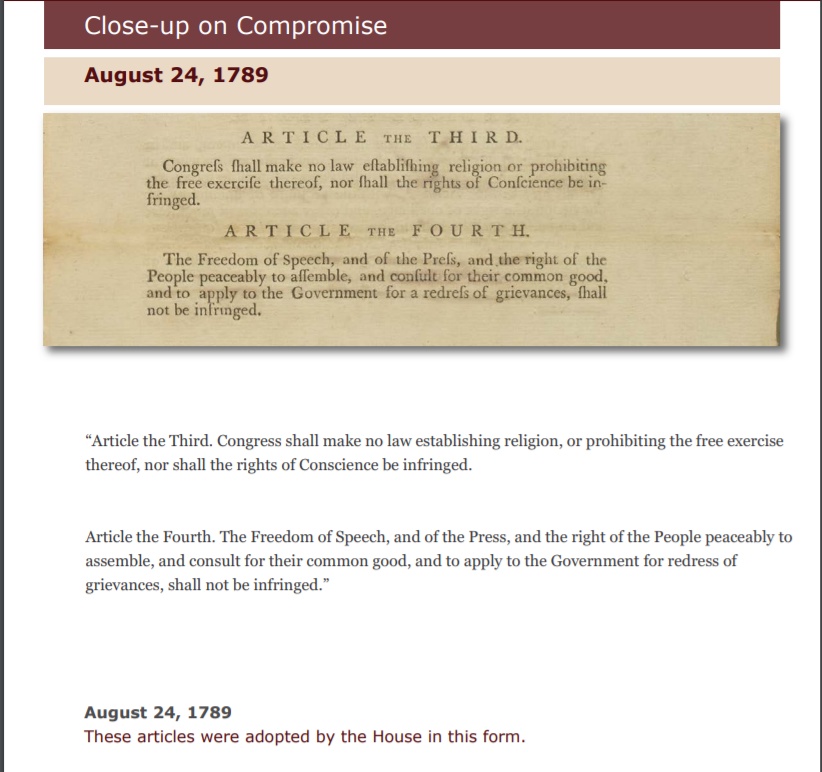 Close-up on Compromise
August 24, 1789
ARTICLE THE THIRD.
Congreſs ſhall make no law eſtabliſhing religion or prohibiting
the free exerciſe thereof, nor ſhall the rights of Conſcience be in-
fringed.
ARTICLE THE FOURTH.
The Freedom of Speech, and of the Preſs, and the right of the
People peaceably to aſſemble, and conſult for their common good,
and to apply to the Government for a redreſs of grievances, ſhall
not be infringed.
“Article the Third. Congress shall make no law establishing religion, or prohibiting the free exercise
thereof, nor shall the rights of Conscience be infringed.
Article the Fourth. The Freedom of Speech, and of the Press, and the right of the People peaceably to
assemble, and consult for their common good, and to apply to the Government for redress of
grievances, shall not be infringed.”
August 24, 1789
These articles were adopted by the House in this form.